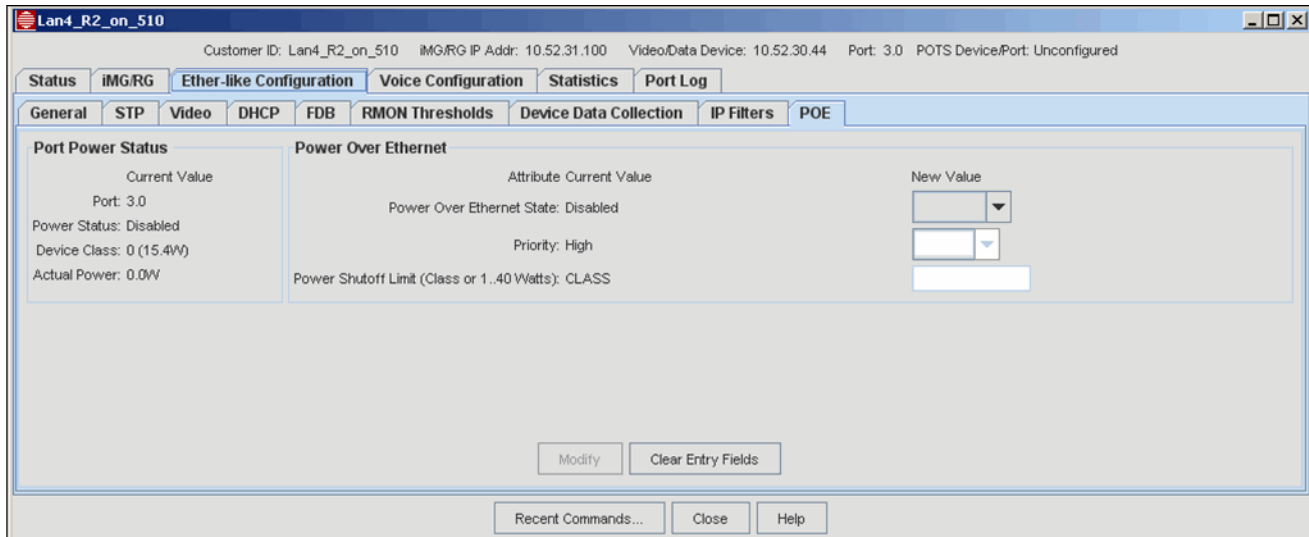 Lan4_R2_on_510
Customer ID: Lan4_R2_on_510 iMG/RG IP Addr: 10.52.31.100 Video/Data Device: 10.52.30.44 Port: 3.0 POTS Device/Port: Unconfigured
Status iMG/RG Ether-like Configuration Voice Configuration Statistics Port Log
General STP Video DHCP FDB RMON Thresholds Device Data Collection IP Filters POE
Port Power Status
Current Value
Port: 3.0
Power Status: Disabled
Device Class: 0 (15.4W)
Actual Power: 0.0W
Power Over Ethernet
Attribute Current Value New Value
Power Over Ethernet State: Disabled
Priority: High
Power Shutoff Limit (Class or 1..40 Watts): CLASS
Modify Clear Entry Fields
Recent Commands... Close Help